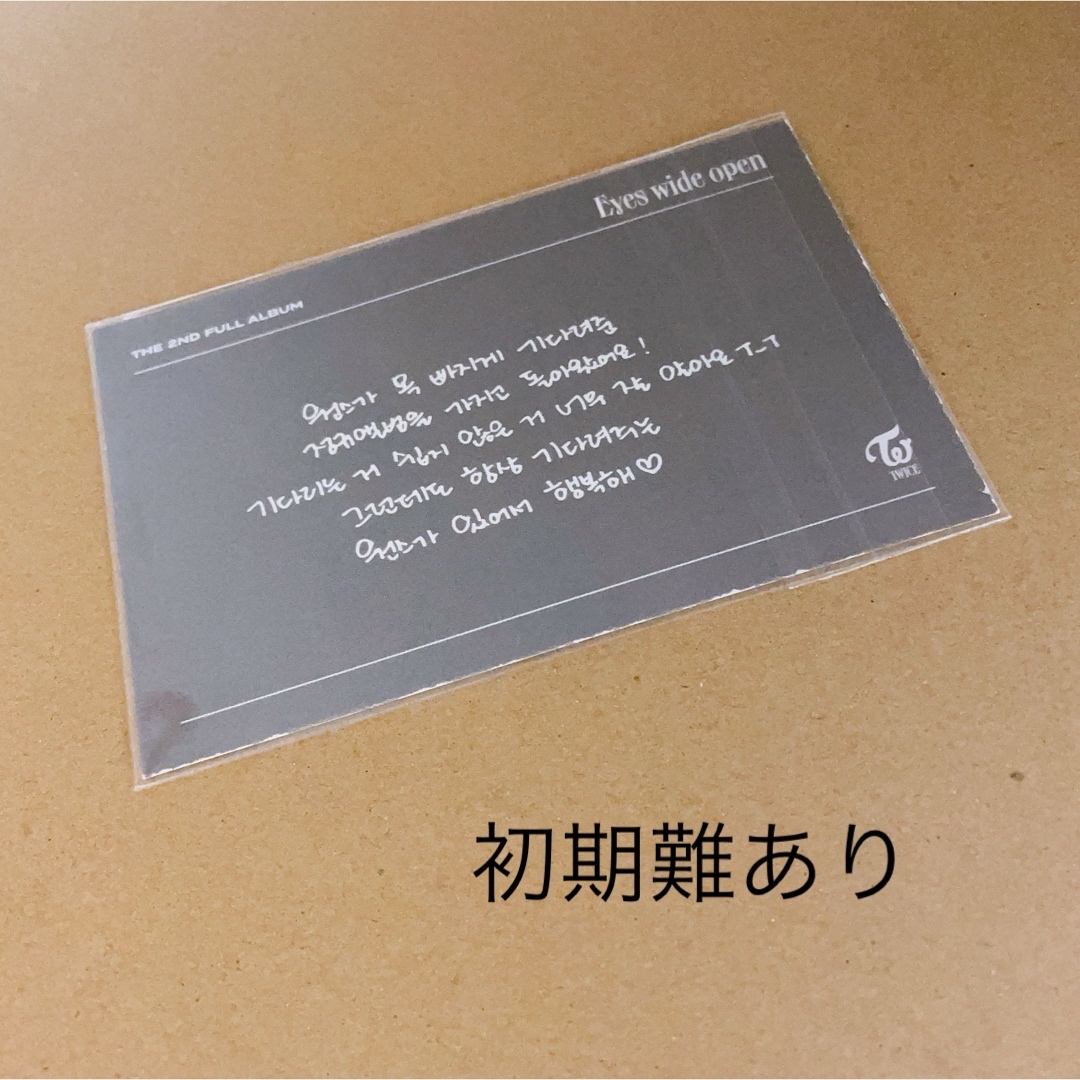 THE 2ND FULL ALBUM
Eyes wide open
원스가 목 빠지게 기다려준
정규앨범을 가지고 돌아왔어요!
기다리는 거 쉽지 않은 거 너무 잘 알아요 T_T
그런데도 항상 기다려주는
원스가 있어서 행복해♡
TWICE
初期難あり